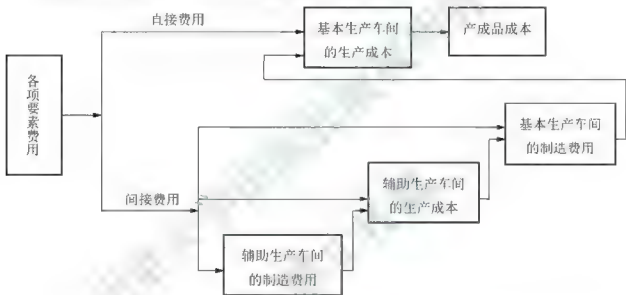 直接费用
基本生产车间
的生产成本
产成品成本
各项要素费用
基本生产车间
的制造费用
辅助生产车间
的生产成本
间接费用
辅助生产车间
的制造费用